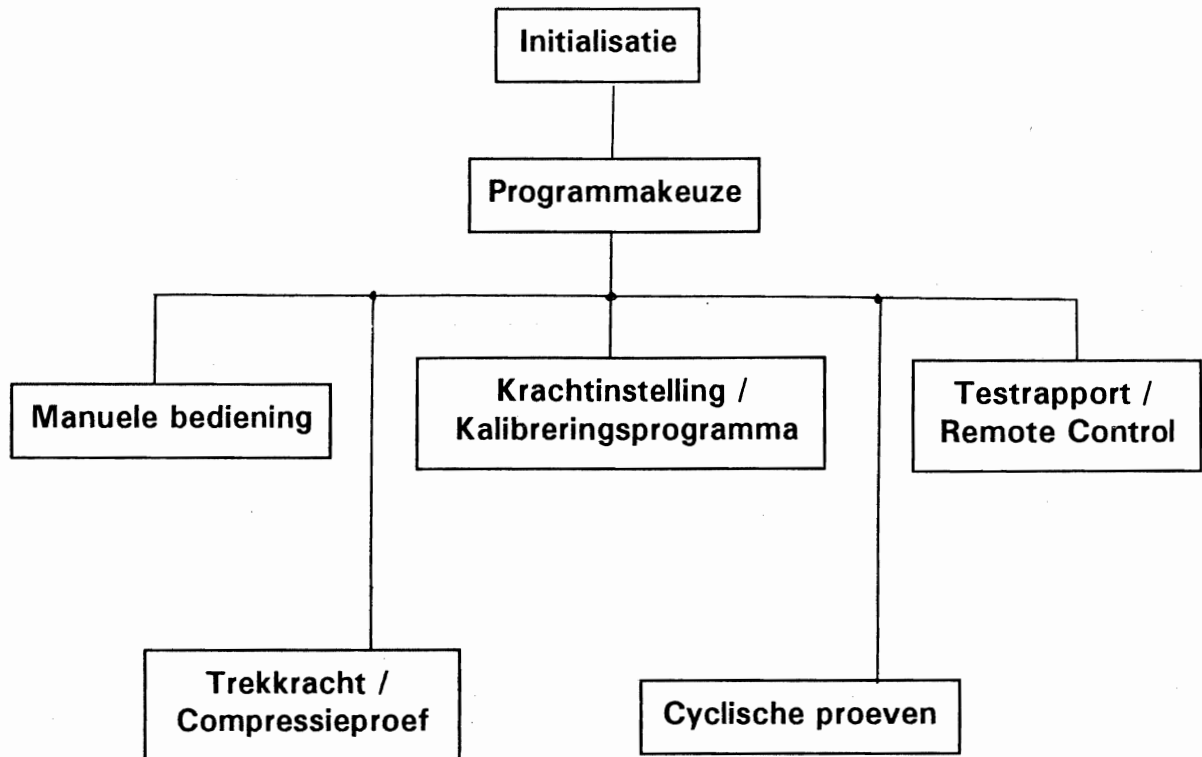 Initialisatie
Programmakeuze
Manuele bediening
Krachtinstelling /
Kalibreringsprogramma
Testrapport /
Remote Control
Trekkracht /
Compressieproef
Cyclische proeven